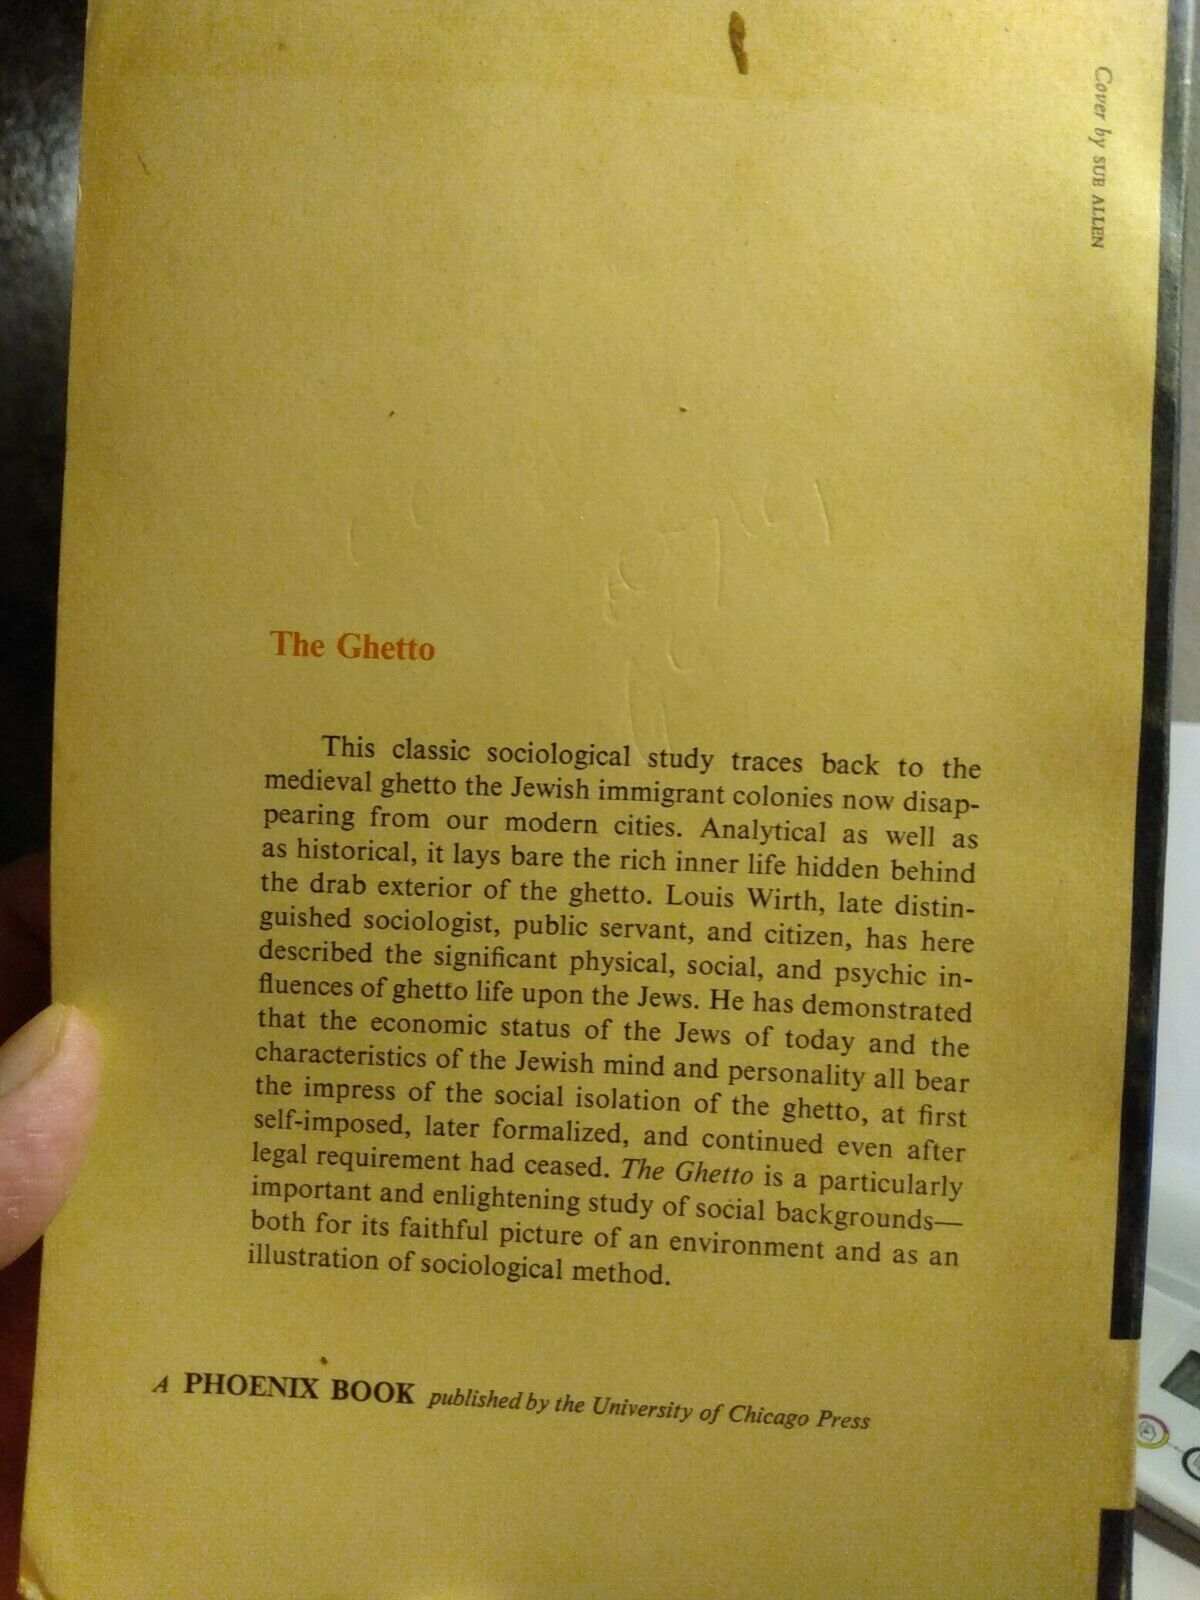 Cover by SUE ALLEN
The Ghetto
This classic sociological study traces back to the
medieval ghetto the Jewish immigrant colonies now disap-
pearing from our modern cities. Analytical as well as
as historical, it lays bare the rich inner life hidden behind
the drab exterior of the ghetto. Louis Wirth, late distin-
guished sociologist, public servant, and citizen, has here
described the significant physical, social, and psychic in-
fluences of ghetto life upon the Jews. He has demonstrated
that the economic status of the Jews of today and the
characteristics of the Jewish mind and personality all bear
the impress of the social isolation of the ghetto, at first
self-imposed, later formalized, and continued even after
legal requirement had ceased. The Ghetto is a particularly
important and enlightening study of social backgrounds—
both for its faithful picture of an environment and as an
illustration of sociological method.
A PHOENIX BOOK published by the University of Chicago Press